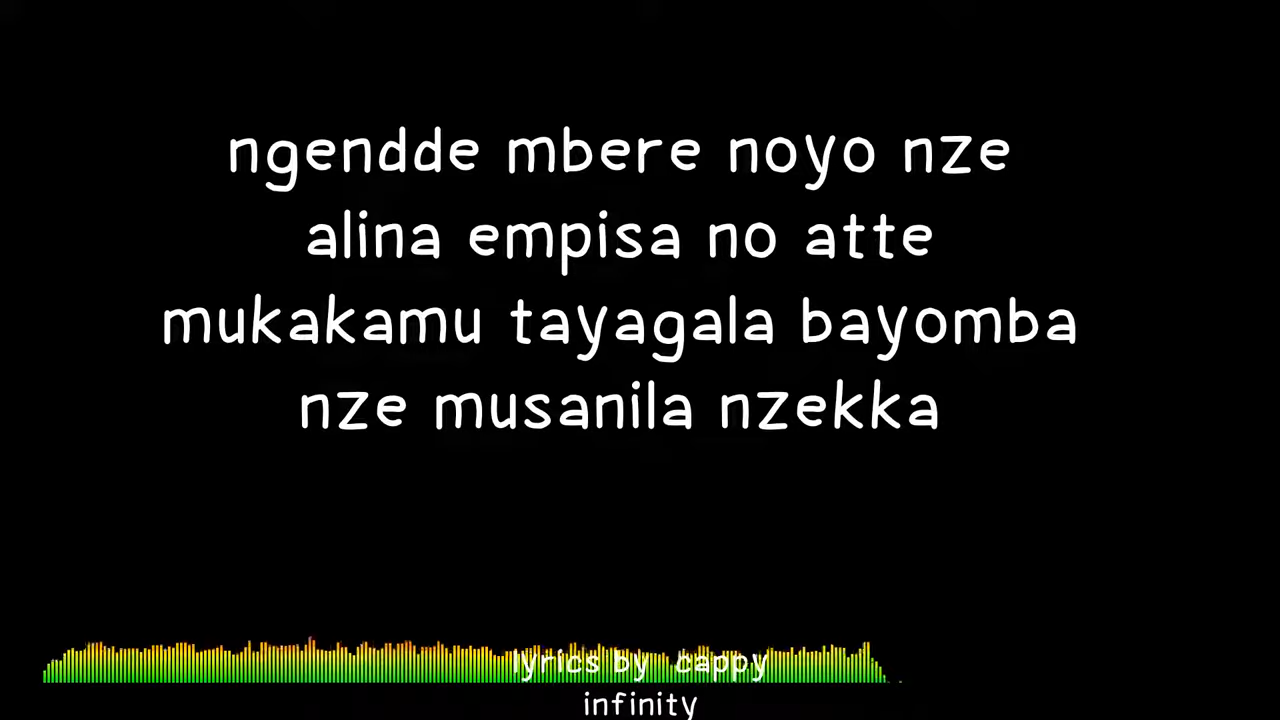 ngendde mbere noyo nze
alina empisa no atte
mukakamu tayagala bayomba
nze musanila nzekka
lyrics by cappy
infinity